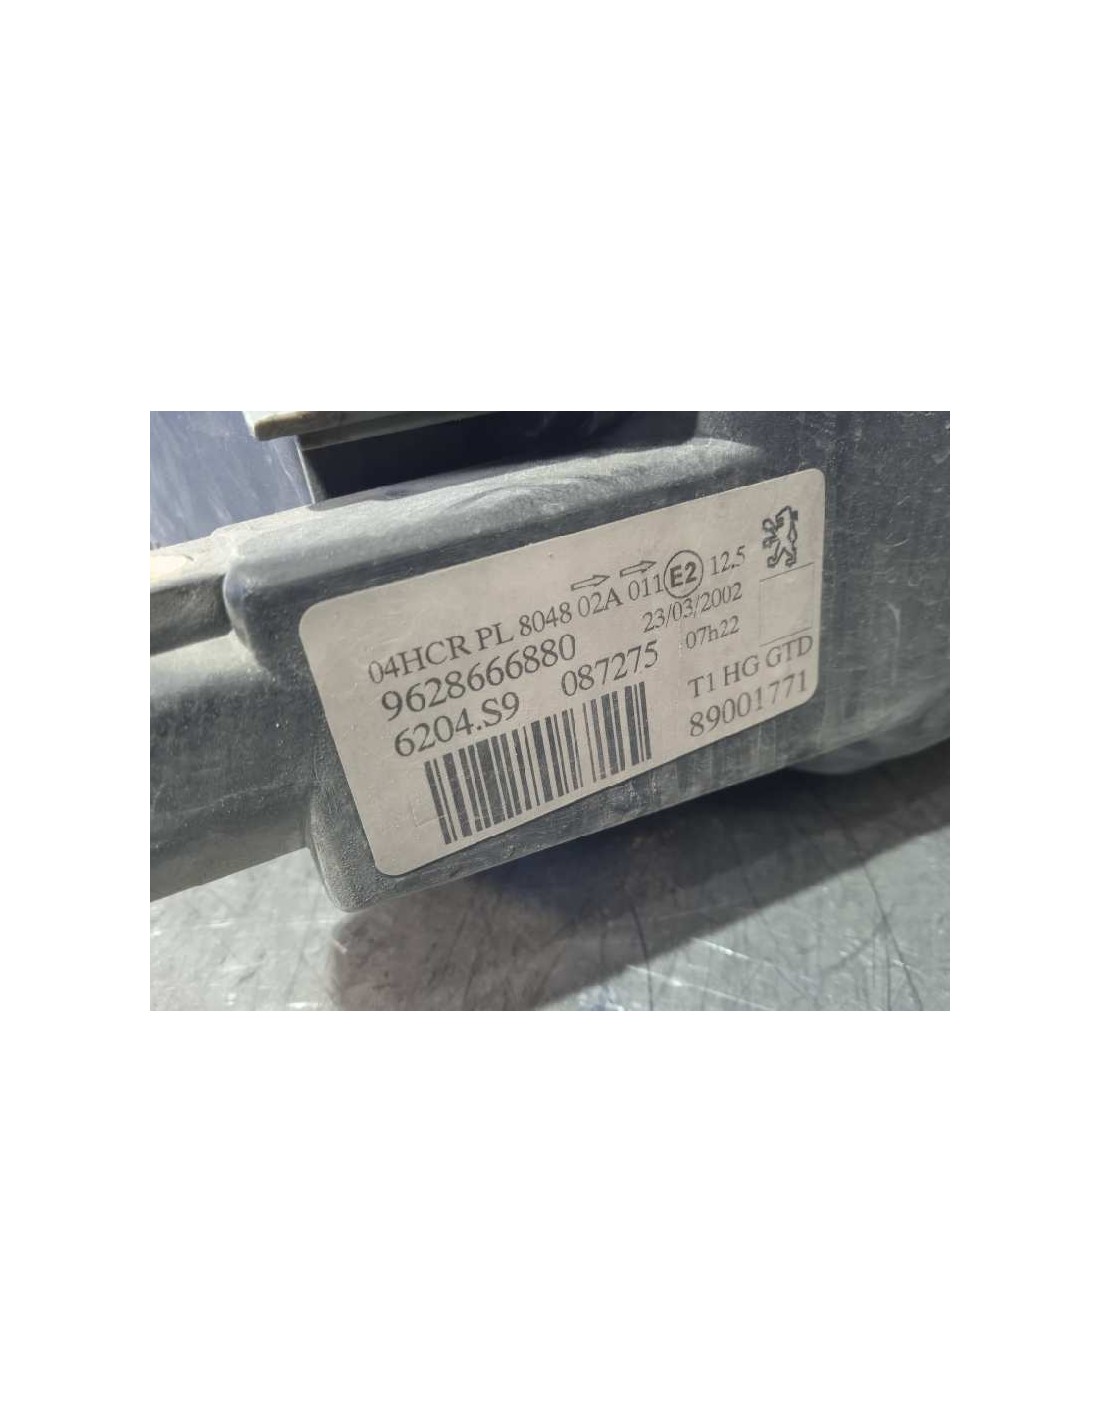 04HCR PL 8048 02A 011 E2 12.5
9628666880 23/03/2002
6204.S9 087275 07h22
T1 HG GTD
89001771